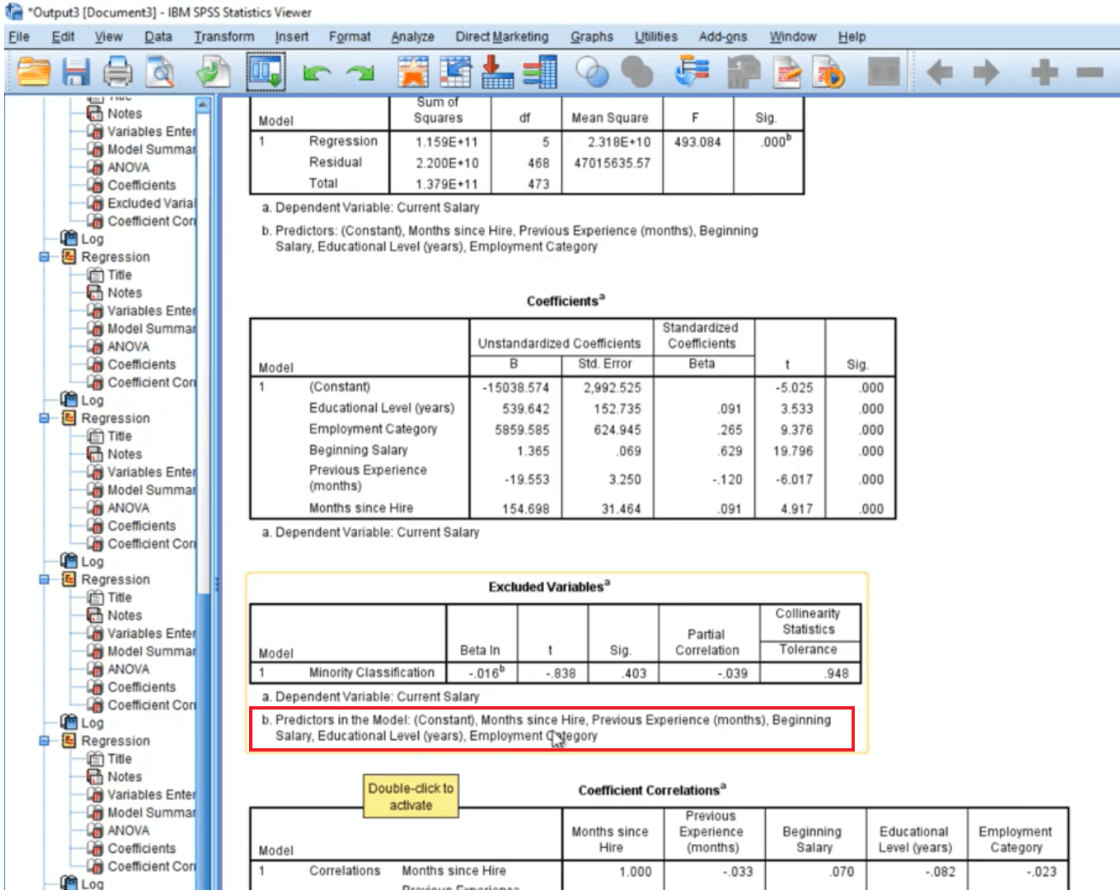 *Output3 [Document3] - IBM SPSS Statistics Viewer
File Edit View Data Transform Insert Format Analyze Direct Marketing Graphs Utilities Add-ons Window Help
Notes
Variables Enter
Model Summar
ANOVA
Coefficients
Excluded Varial
Coefficient Con
Log
Regression
Title
Notes
Variables Enter
Model Summar
ANOVA
Coefficients
Coefficient Con
Log
Regression
Title
Notes
Variables Enter
Model Summar
ANOVA
Coefficients
Coefficient Con
Log
Regression
Title
Notes
Variables Enter
Model Summar
ANOVA
Coefficients
Coefficient Con
Log
Regression
Title
Notes
Variables Enter
Model Summar
ANOVA
Coefficients
Coefficient Con
Log
Sum of
Model Squares df Mean Square F Sig.
1 Regression 1.159E+11 5 2.318E+10 493.084 .000b
Residual 2.200E+10 468 47015635.57
Total 1.379E+11 473
a. Dependent Variable: Current Salary
b. Predictors: (Constant), Months since Hire, Previous Experience (months), Beginning
Salary, Educational Level (years), Employment Category
Coefficientsa
Unstandardized Coefficients Standardized
Coefficients
Model B Std. Error Beta t Sig.
1 (Constant) -15038.574 2,992.525 -5.025 .000
Educational Level (years) 539.642 152.735 .091 3.533 .000
Employment Category 5859.585 624.945 .265 9.376 .000
Beginning Salary 1.365 .069 .629 19.796 .000
Previous Experience
(months) -19.553 3.250 -.120 -6.017 .000
Months since Hire 154.698 31.464 .091 4.917 .000
a. Dependent Variable: Current Salary
Excluded Variablesa
Collinearity
Statistics
Model Beta In t Sig. Partial
Correlation Tolerance
1 Minority Classification -.016b -.838 .403 -.039 .948
a. Dependent Variable: Current Salary
b. Predictors in the Model: (Constant), Months since Hire, Previous Experience (months), Beginning
Salary, Educational Level (years), Employment Category
Double-click to
activate
Coefficient Correlationsa
Model Months since
Hire Previous
Experience
(months) Beginning
Salary Educational
Level (years) Employment
Category
1 Correlations Months since Hire 1.000 -.033 .070 -.082 -.023
Previous Experience